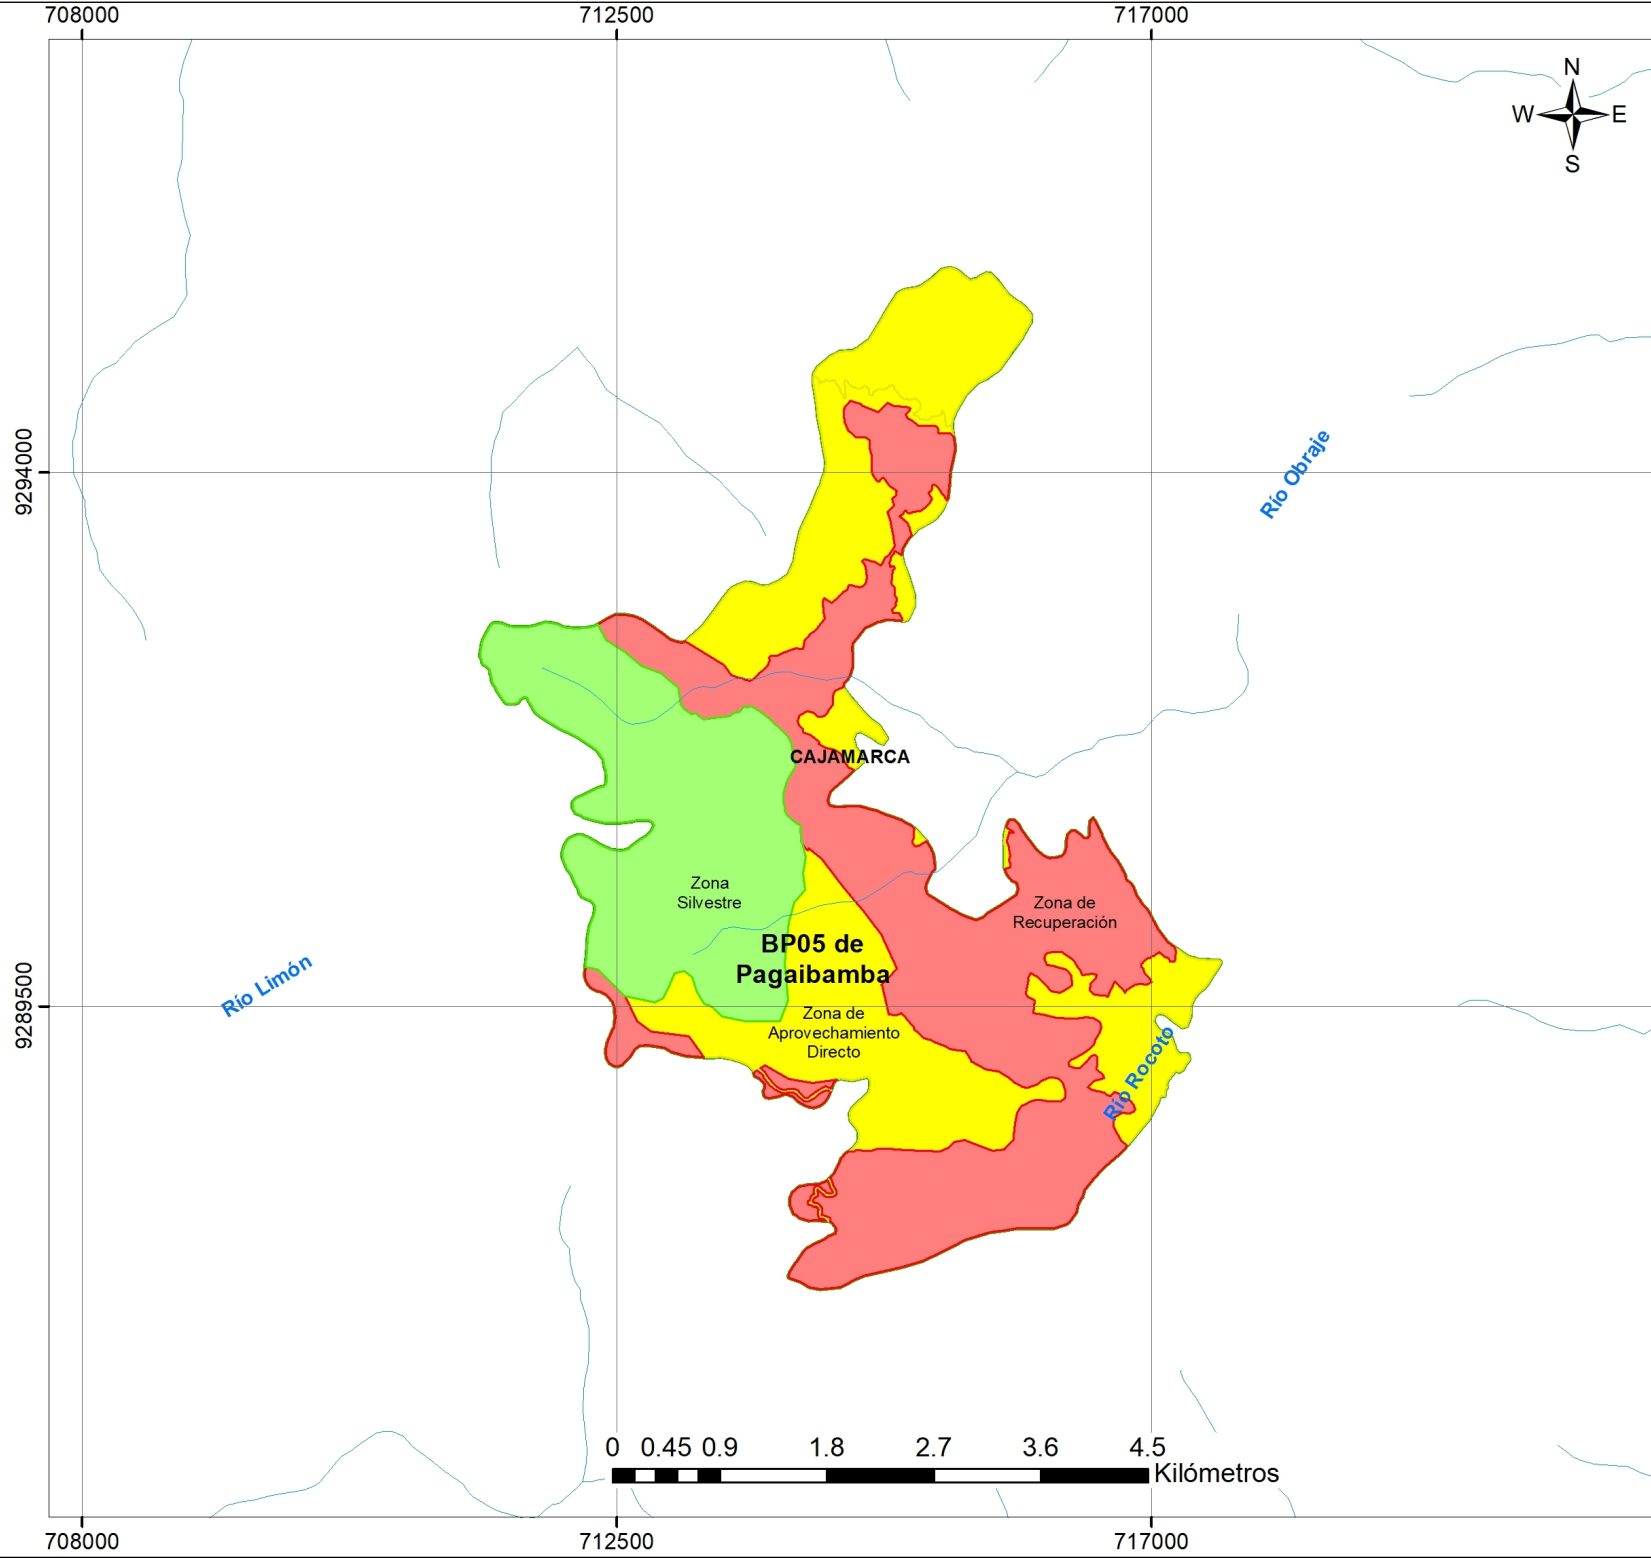 708000
712500
717000
N
W
E
S
9294000
Río Obraje
CAJAMARCA
Zona
Silvestre
Zona de
Recuperación
BP05 de
Pagaibamba
Río Limón
9289500
Zona de
Aprovechamiento
Directo
Río Rocoto
0
0.45
0.9
1.8
2.7
3.6
4.5
Kilómetros
708000
712500
717000